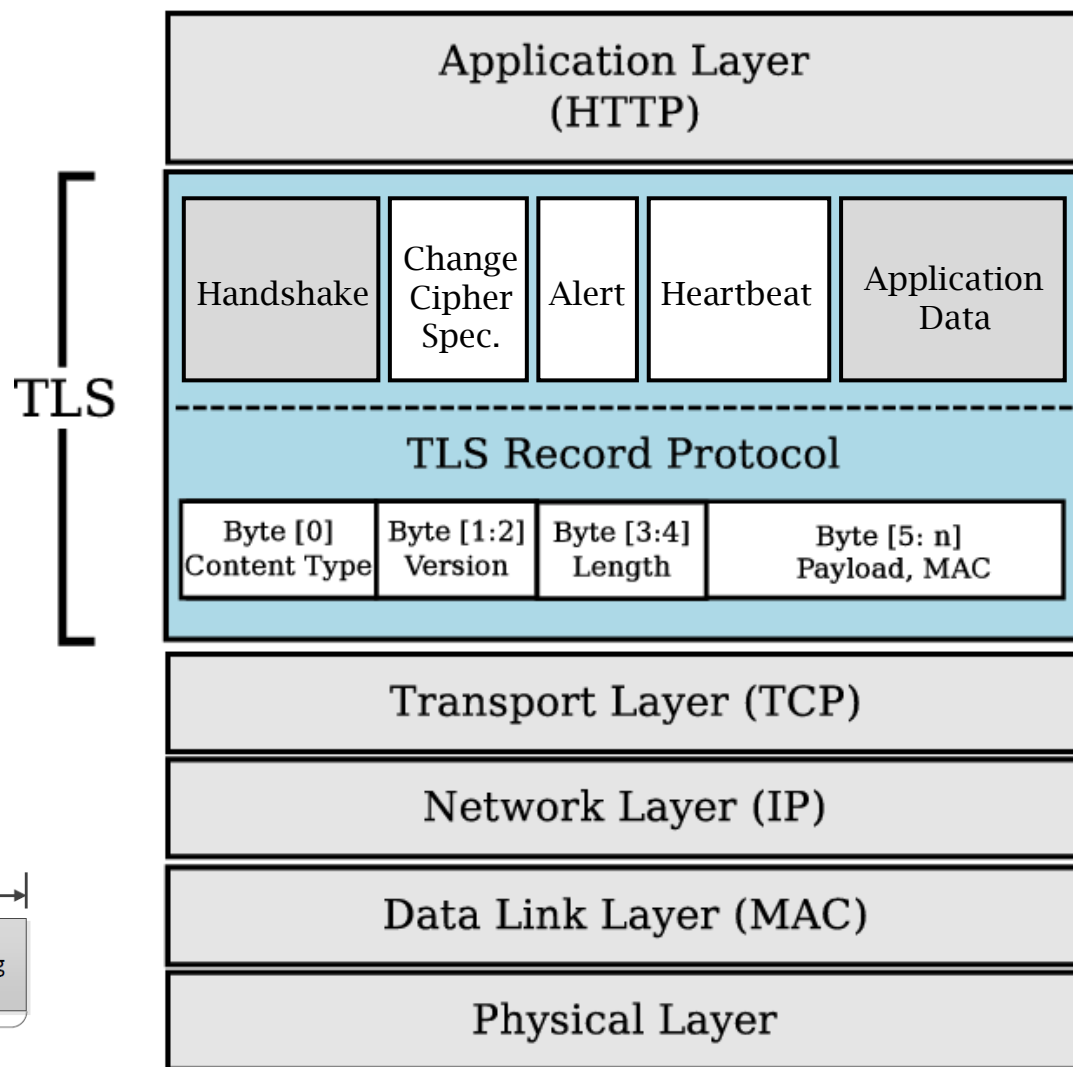 Application Layer
(HTTP)
Handshake
Change
Cipher
Spec.
Alert
Heartbeat
Application
Data
TLS
TLS Record Protocol
Byte [0]
Content Type
Byte [1:2]
Version
Byte [3:4]
Length
Byte [5: n]
Payload, MAC
Transport Layer (TCP)
Network Layer (IP)
Data Link Layer (MAC)
Physical Layer